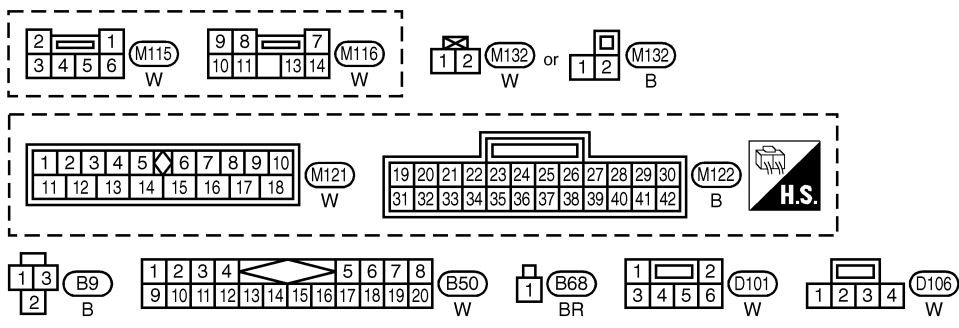 2 1
3 4 5 6
M115
W
9 8 7
10 11 13 14
M116
W
1 2
M132
W
or
1 2
M132
B
1 2 3 4 5 6 7 8 9 10
11 12 13 14 15 16 17 18
M121
W
19 20 21 22 23 24 25 26 27 28 29 30
31 32 33 34 35 36 37 38 39 40 41 42
M122
B
H.S.
1 3
2
B9
B
1 2 3 4 5 6 7 8
9 10 11 12 13 14 15 16 17 18 19 20
B50
W
1
B68
BR
1 2
3 4 5 6
D101
W
1 2 3 4
D106
W